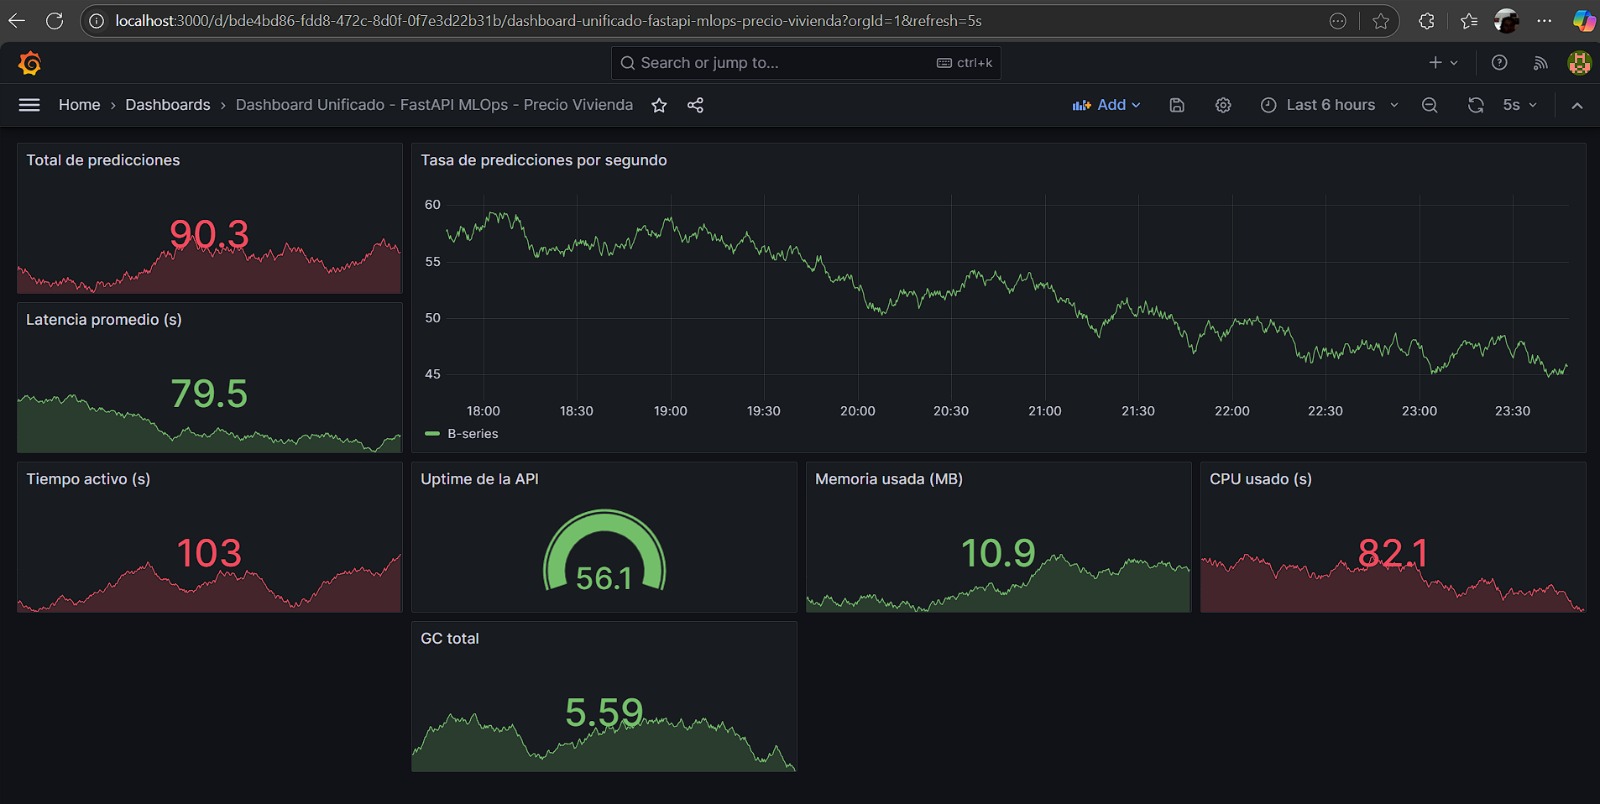 localhost:3000/d/bde4bd86-fdd8-472c-8d0f-0f7e3d22b31b/dashboard-unificado-fastapi-mlops-precio-vivienda?orgId=1&refresh=5s
Search or jump to...
ctrl+k
Home › Dashboards › Dashboard Unificado - FastAPI MLOps - Precio Vivienda
Add
Last 6 hours
5s
Total de predicciones
90.3
Tasa de predicciones por segundo
60
55
50
45
18:00 18:30 19:00 19:30 20:00 20:30 21:00 21:30 22:00 22:30 23:00 23:30
B-series
Latencia promedio (s)
79.5
Tiempo activo (s)
103
Uptime de la API
56.1
Memoria usada (MB)
10.9
CPU usado (s)
82.1
GC total
5.59